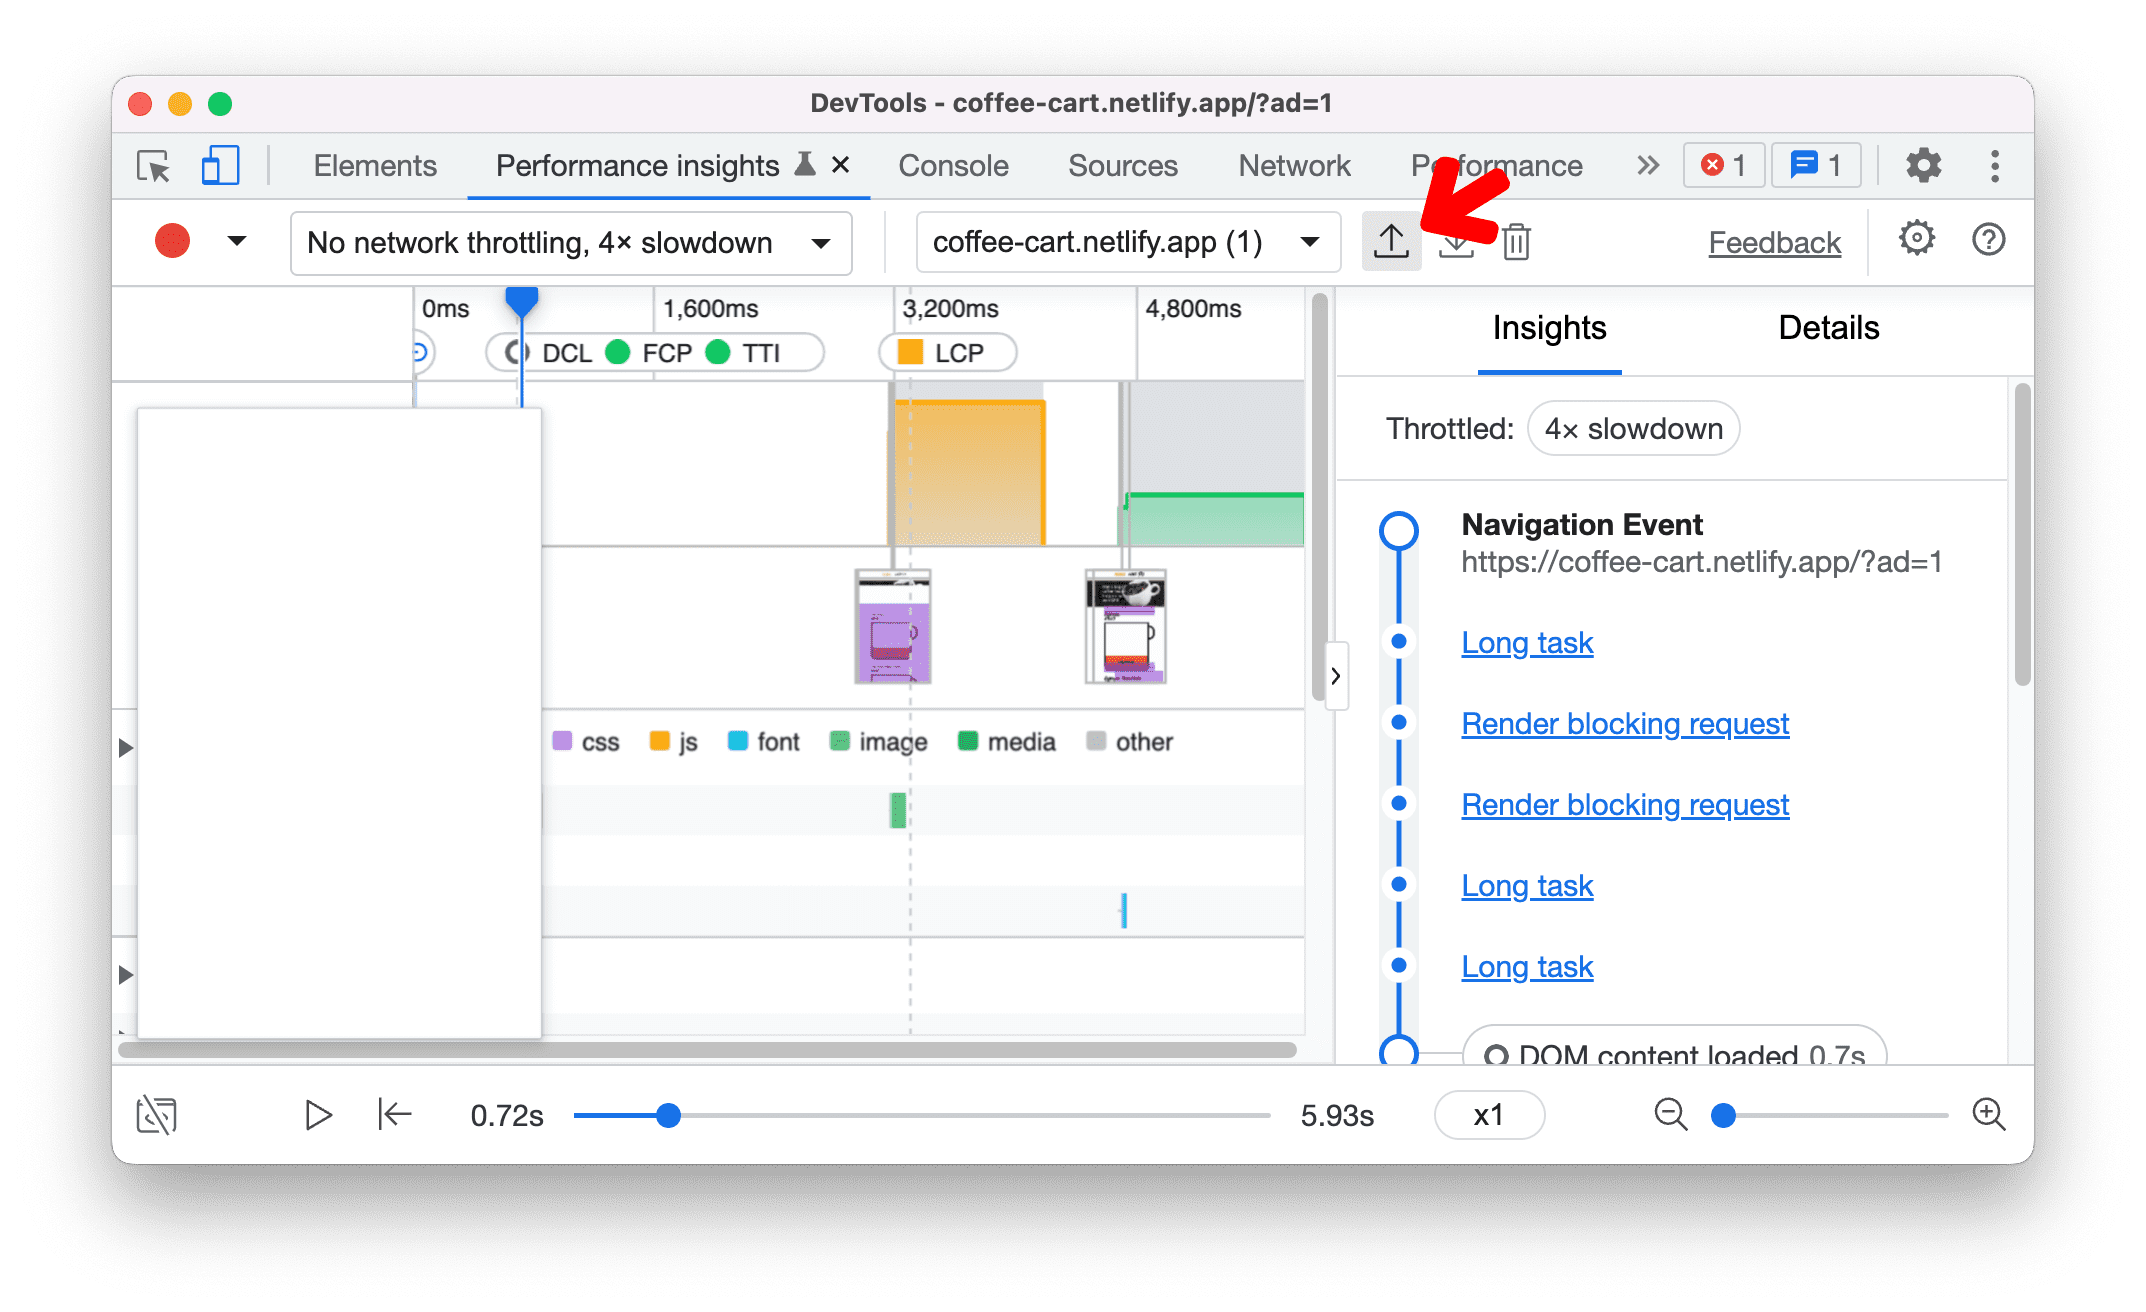 DevTools - coffee-cart.netlify.app/?ad=1
Elements Performance insights Console Sources Network Performance 1 1
No network throttling, 4× slowdown coffee-cart.netlify.app (1) Feedback
0ms 1,600ms 3,200ms 4,800ms
DCL FCP TTI LCP
Insights Details
Throttled: 4× slowdown
Navigation Event
https://coffee-cart.netlify.app/?ad=1
Long task
Render blocking request
css js font image media other
Render blocking request
Long task
Long task
DOM content loaded 0.7s
0.72s 5.93s x1